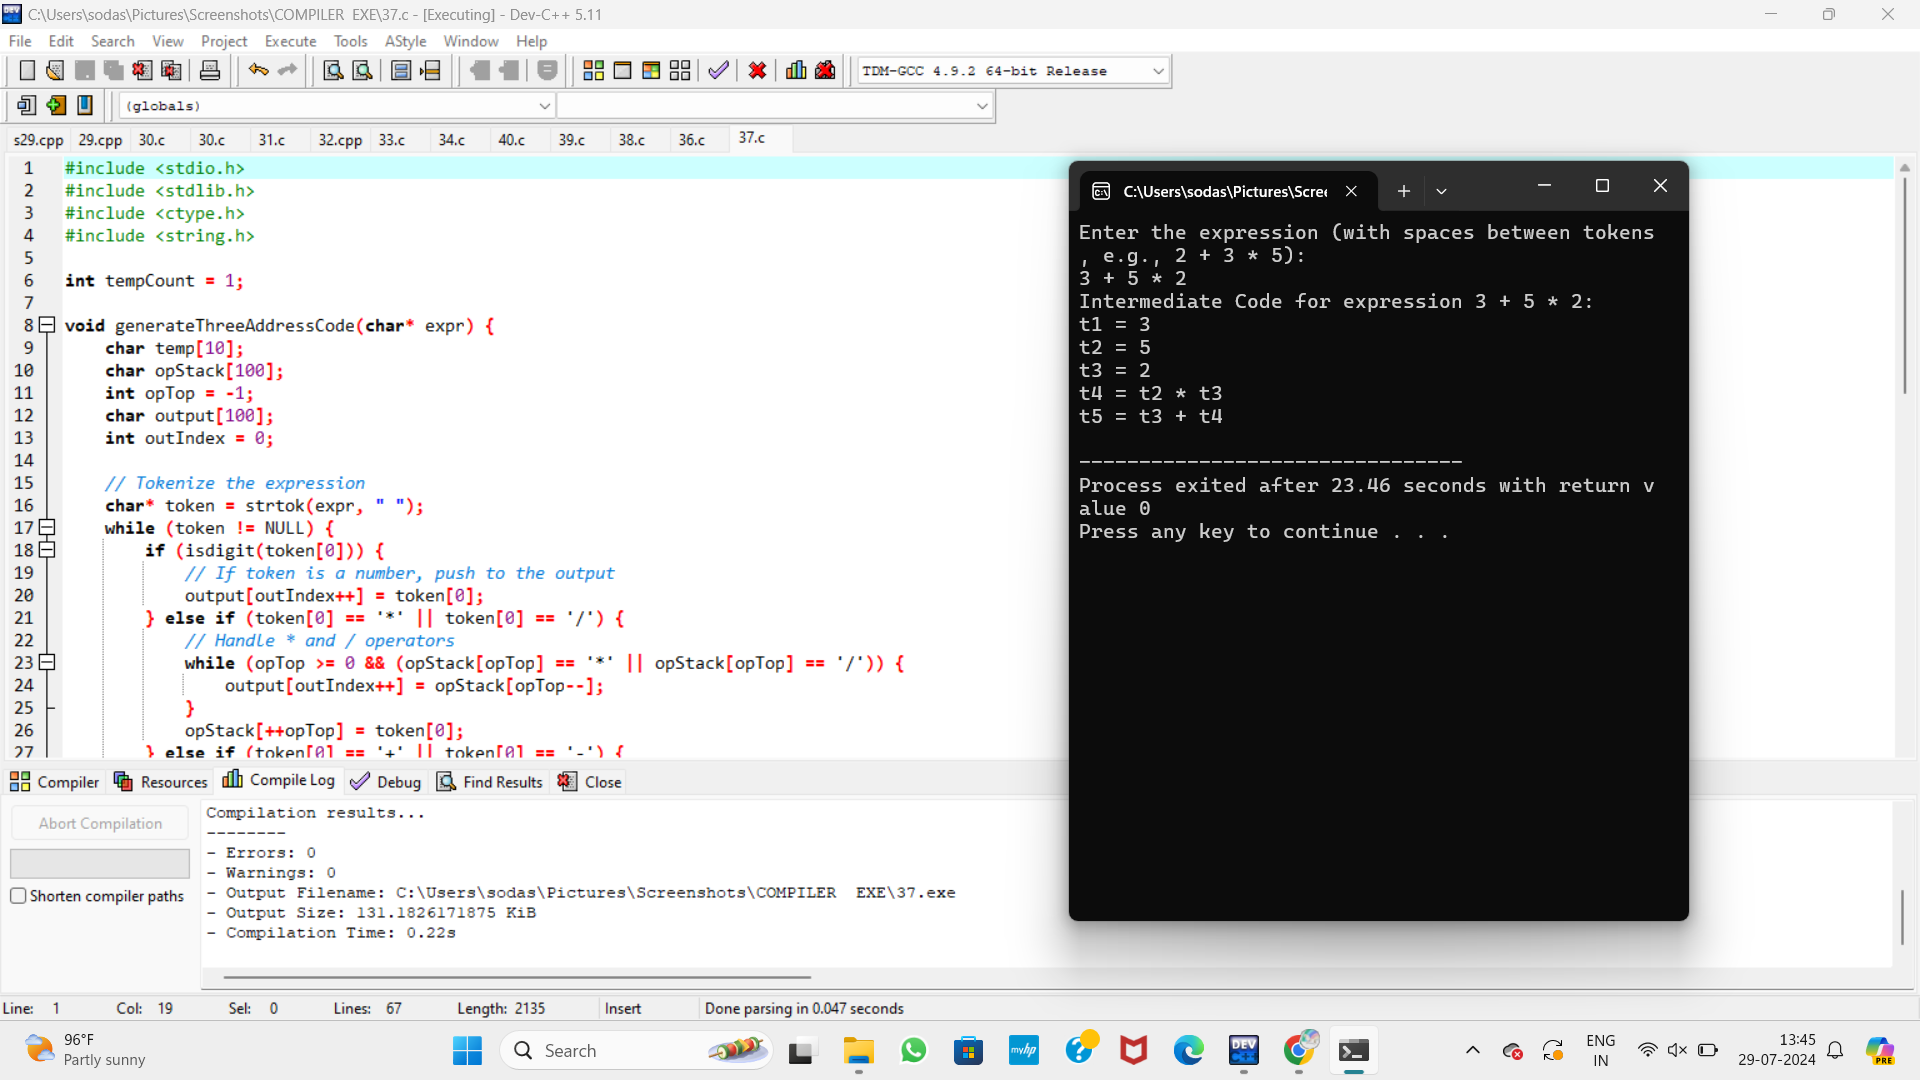 C:\Users\sodas\Pictures\Screenshots\COMPILER  EXE\37.c - [Executing] - Dev-C++ 5.11
File Edit Search View Project Execute Tools AStyle Window Help
TDM-GCC 4.9.2 64-bit Release
(globals)
s29.cpp 29.cpp 30.c 30.c 31.c 32.cpp 33.c 34.c 40.c 39.c 38.c 36.c 37.c
1 #include <stdio.h>
2 #include <stdlib.h>
3 #include <ctype.h>
4 #include <string.h>
5
6 int tempCount = 1;
7
8 void generateThreeAddressCode(char* expr) {
9 char temp[10];
10 char opStack[100];
11 int opTop = -1;
12 char output[100];
13 int outIndex = 0;
14
15 // Tokenize the expression
16 char* token = strtok(expr, " ");
17 while (token != NULL) {
18 if (isdigit(token[0])) {
19 // If token is a number, push to the output
20 output[outIndex++] = token[0];
21 } else if (token[0] == '*' || token[0] == '/') {
22 // Handle * and / operators
23 while (opTop >= 0 && (opStack[opTop] == '*' || opStack[opTop] == '/')) {
24 output[outIndex++] = opStack[opTop--];
25 }
26 opStack[++opTop] = token[0];
27 } else if (token[0] == '+' || token[0] == '-') {
C:\Users\sodas\Pictures\Scree
Enter the expression (with spaces between tokens
, e.g., 2 + 3 * 5):
3 + 5 * 2
Intermediate Code for expression 3 + 5 * 2:
t1 = 3
t2 = 5
t3 = 2
t4 = t2 * t3
t5 = t3 + t4
--------------------------------
Process exited after 23.46 seconds with return v
alue 0
Press any key to continue . . .
Compiler Resources Compile Log Debug Find Results Close
Abort Compilation
Shorten compiler paths
Compilation results...
--------
- Errors: 0
- Warnings: 0
- Output Filename: C:\Users\sodas\Pictures\Screenshots\COMPILER  EXE\37.exe
- Output Size: 131.1826171875 KiB
- Compilation Time: 0.22s
Line: 1 Col: 19 Sel: 0 Lines: 67 Length: 2135 Insert Done parsing in 0.047 seconds
96°F
Partly sunny
Search
myhp
DEV
PRE
ENG
IN
13:45
29-07-2024